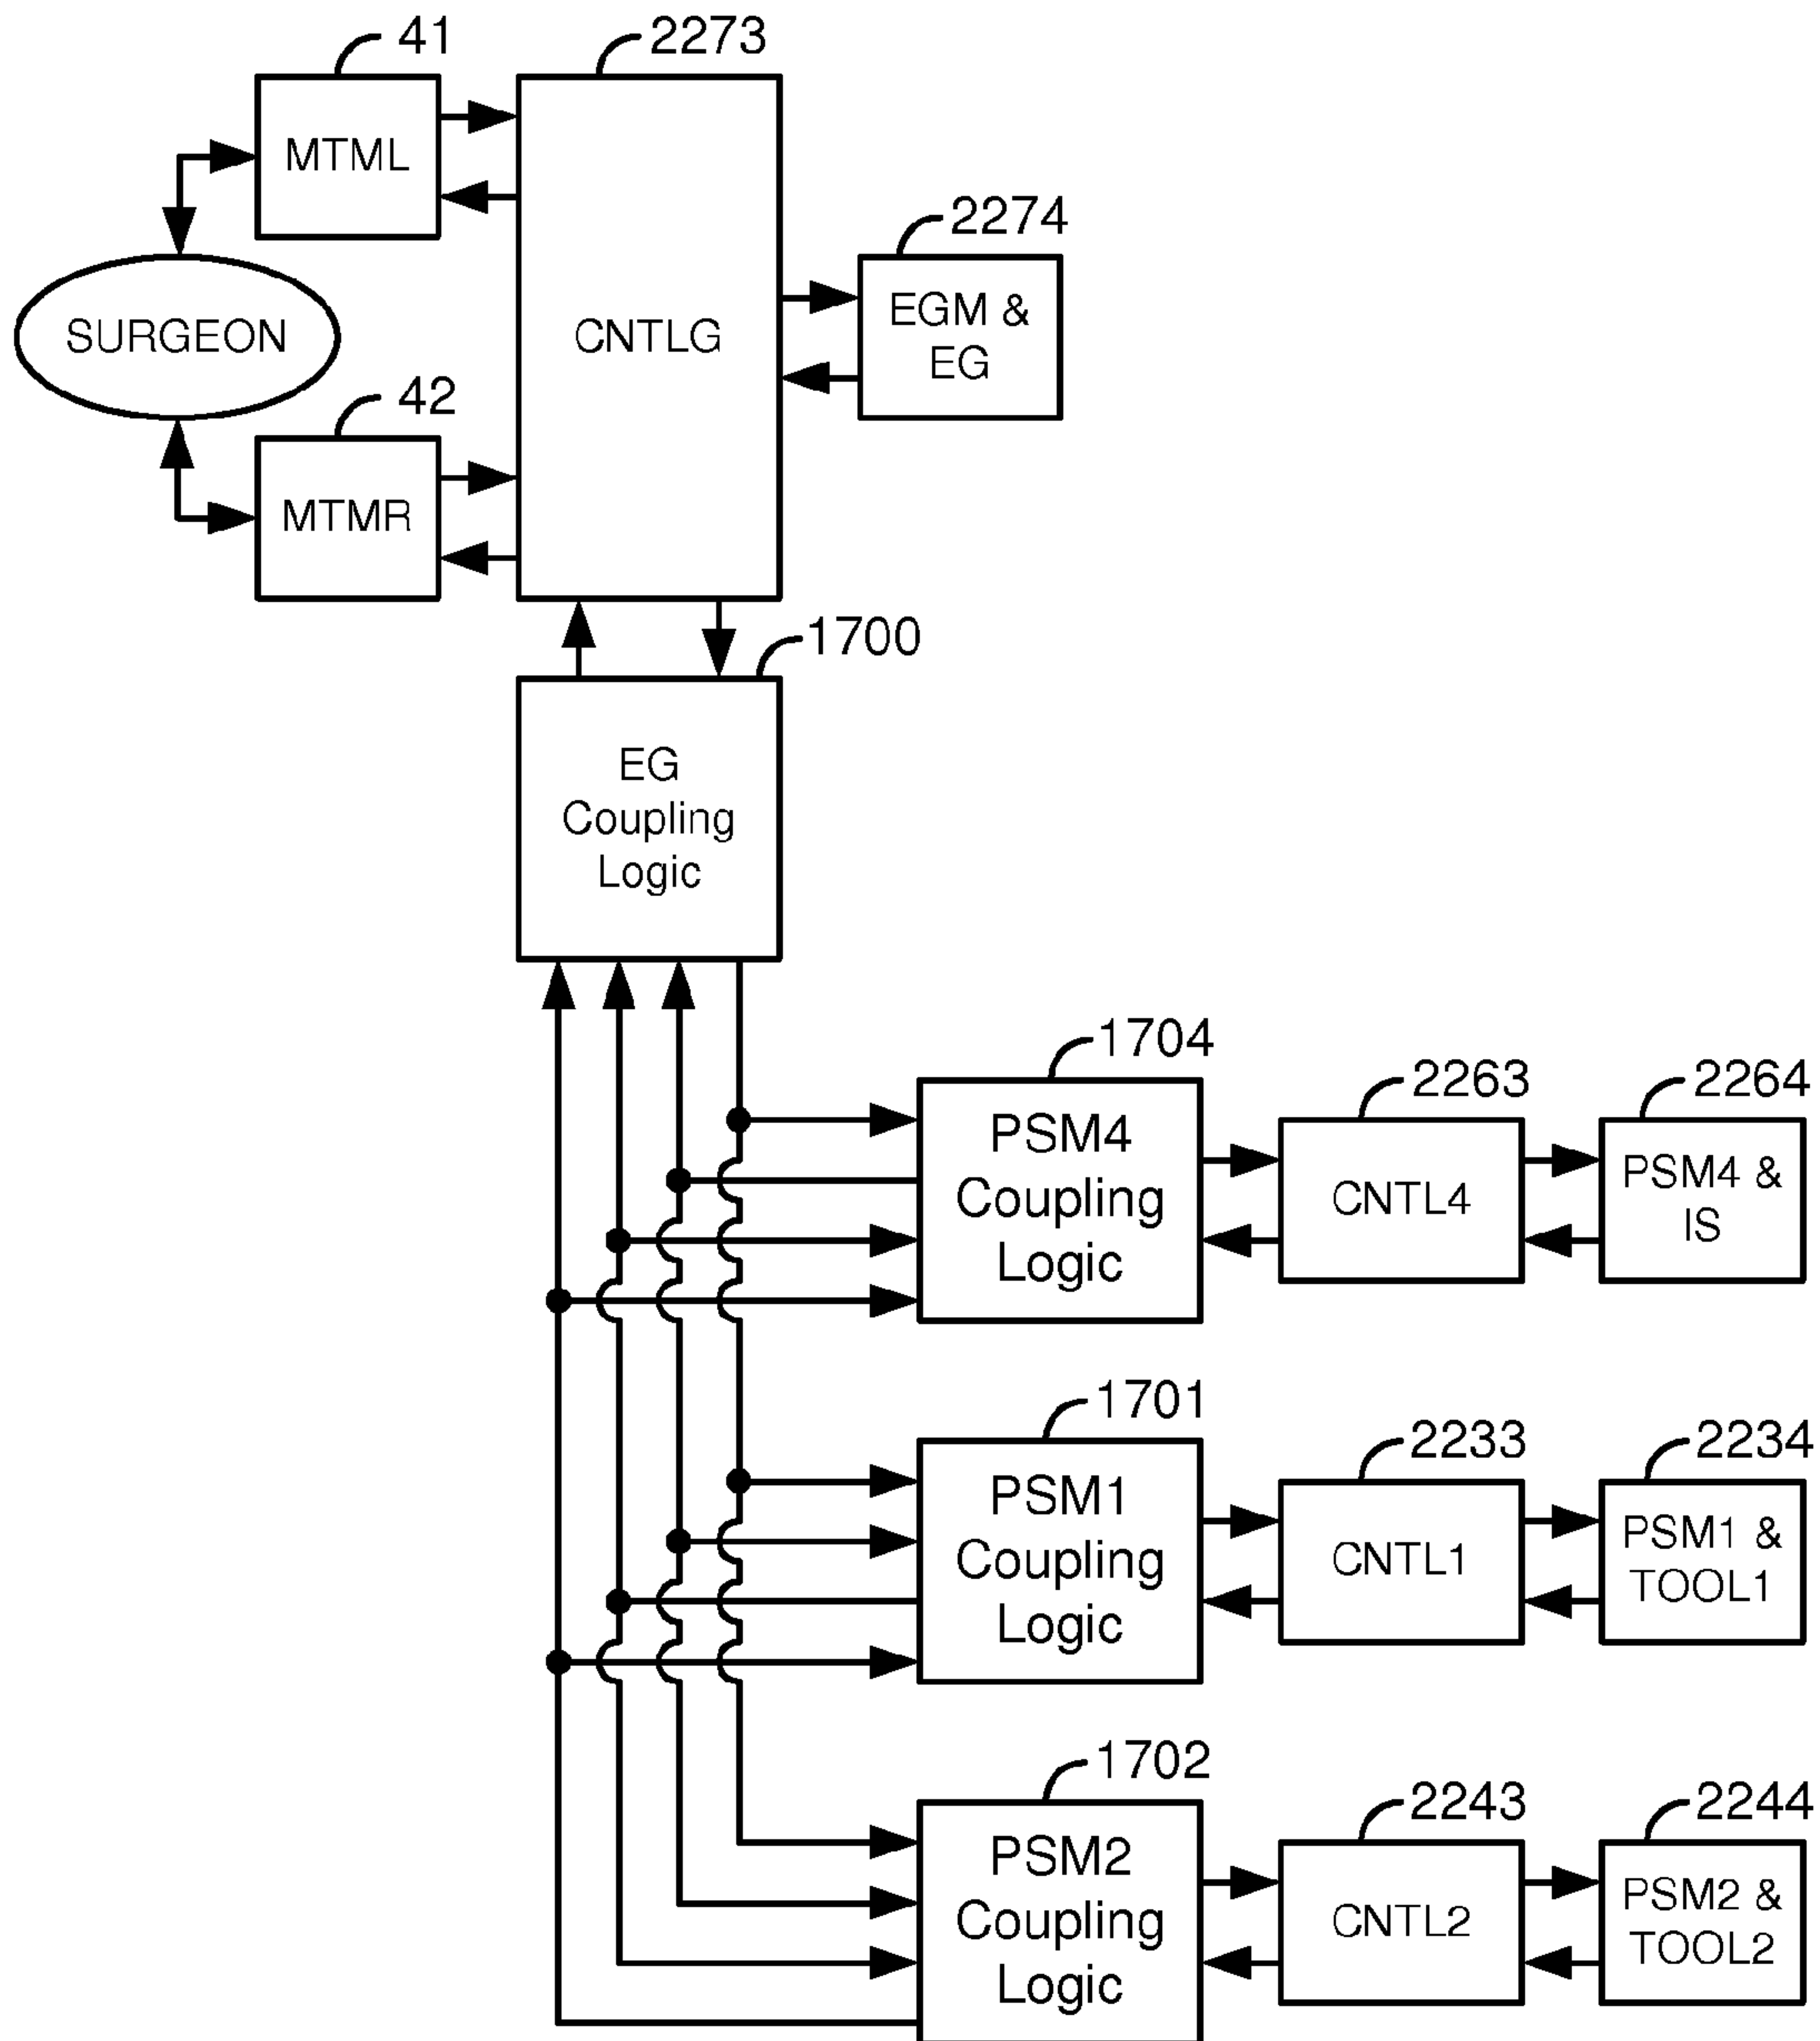 41
2273
MTML
2274
SURGEON
CNTLG
EGM &
EG
42
MTMR
1700
EG
Coupling
Logic
1704
2263
2264
PSM4
Coupling
Logic
CNTL4
PSM4 &
IS
1701
2233
2234
PSM1
Coupling
Logic
CNTL1
PSM1 &
TOOL1
1702
2243
2244
PSM2
Coupling
Logic
CNTL2
PSM2 &
TOOL2